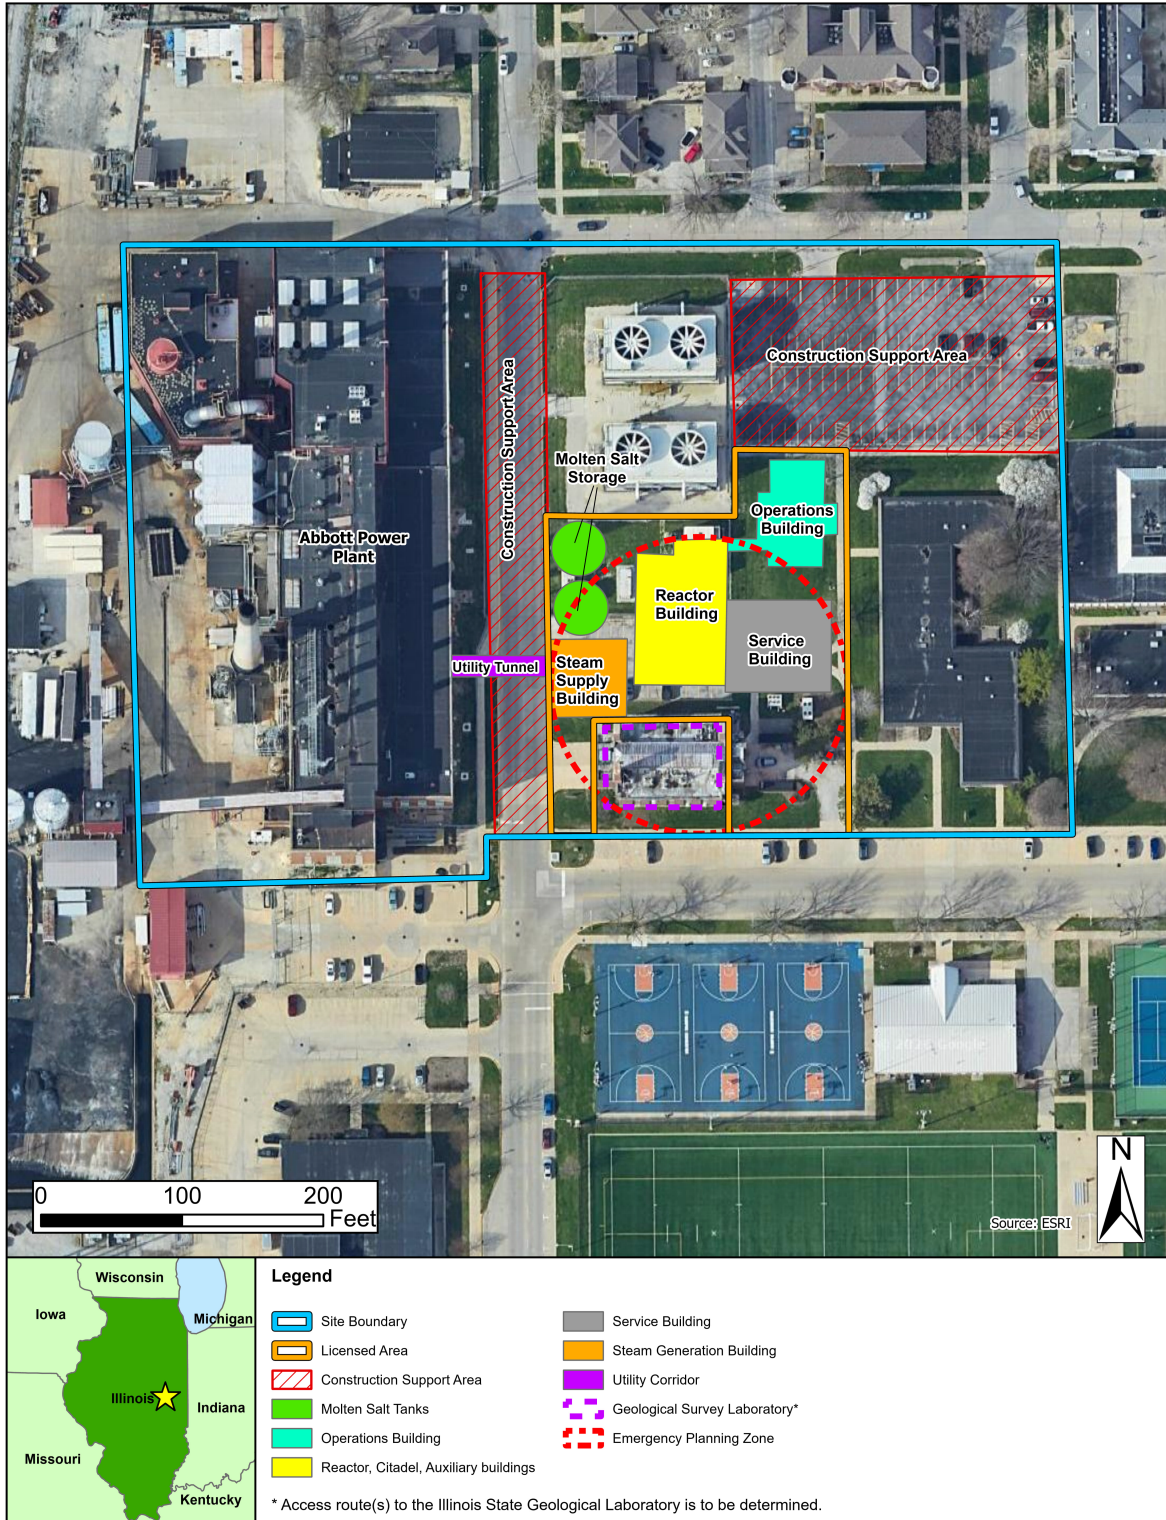 Construction Support Area
Construction Support Area
Molten Salt
Storage
Operations
Building
Abbott Power
Plant
Reactor
Building
Service
Building
Utility Tunnel
Steam
Supply
Building
0 100 200
Feet
Source: ESRI
N
Wisconsin
Iowa
Michigan
Illinois
Indiana
Missouri
Kentucky
Legend
Site Boundary
Licensed Area
Construction Support Area
Molten Salt Tanks
Operations Building
Reactor, Citadel, Auxiliary buildings
Service Building
Steam Generation Building
Utility Corridor
Geological Survey Laboratory*
Emergency Planning Zone
* Access route(s) to the Illinois State Geological Laboratory is to be determined.